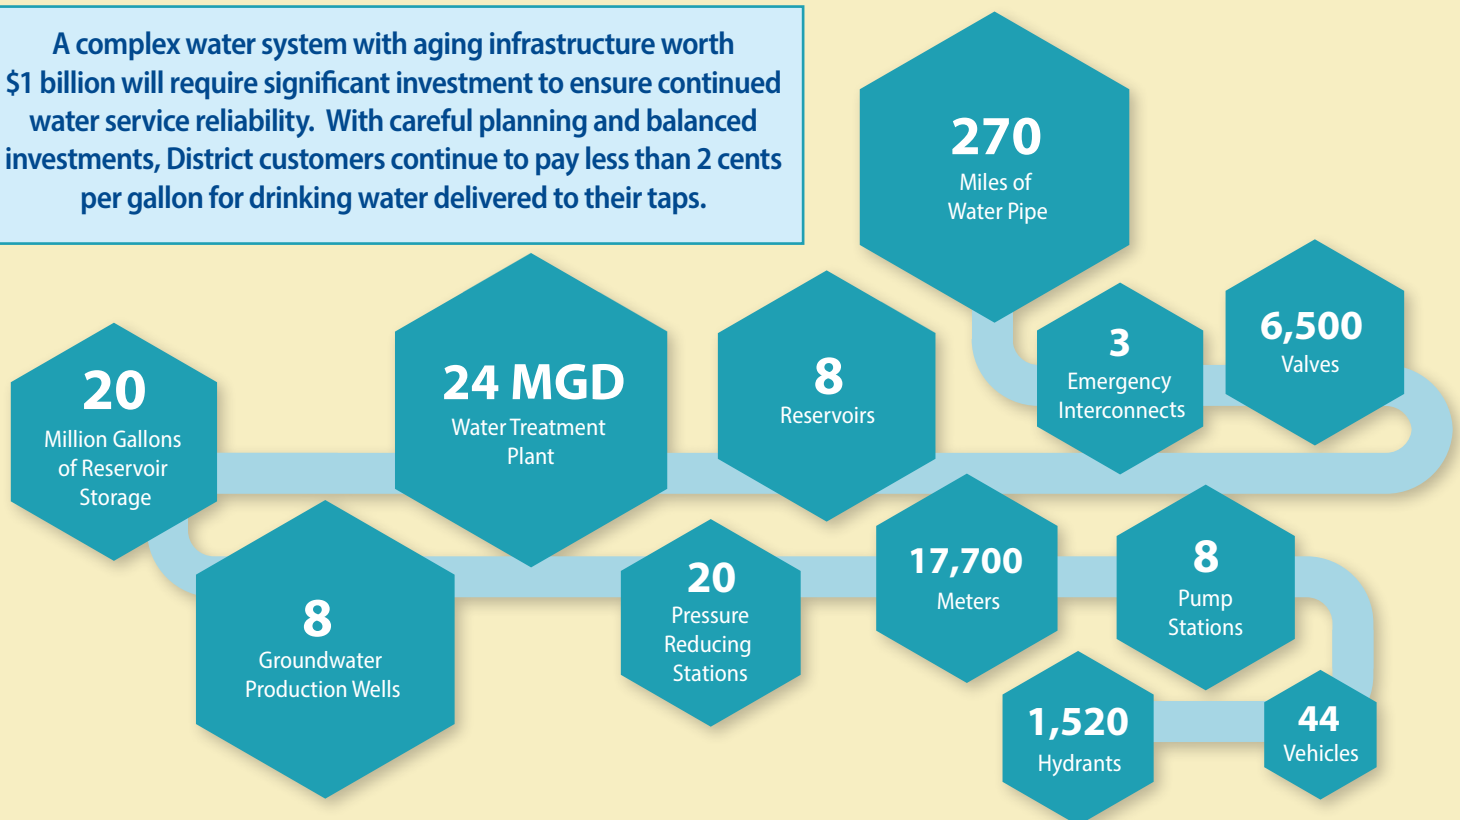 A complex water system with aging infrastructure worth
$1 billion will require significant investment to ensure continued
water service reliability. With careful planning and balanced
investments, District customers continue to pay less than 2 cents
per gallon for drinking water delivered to their taps.
270
Miles of
Water Pipe
3
Emergency
Interconnects
6,500
Valves
8
Reservoirs
24 MGD
Water Treatment
Plant
20
Million Gallons
of Reservoir
Storage
8
Groundwater
Production Wells
20
Pressure
Reducing
Stations
17,700
Meters
8
Pump
Stations
44
Vehicles
1,520
Hydrants